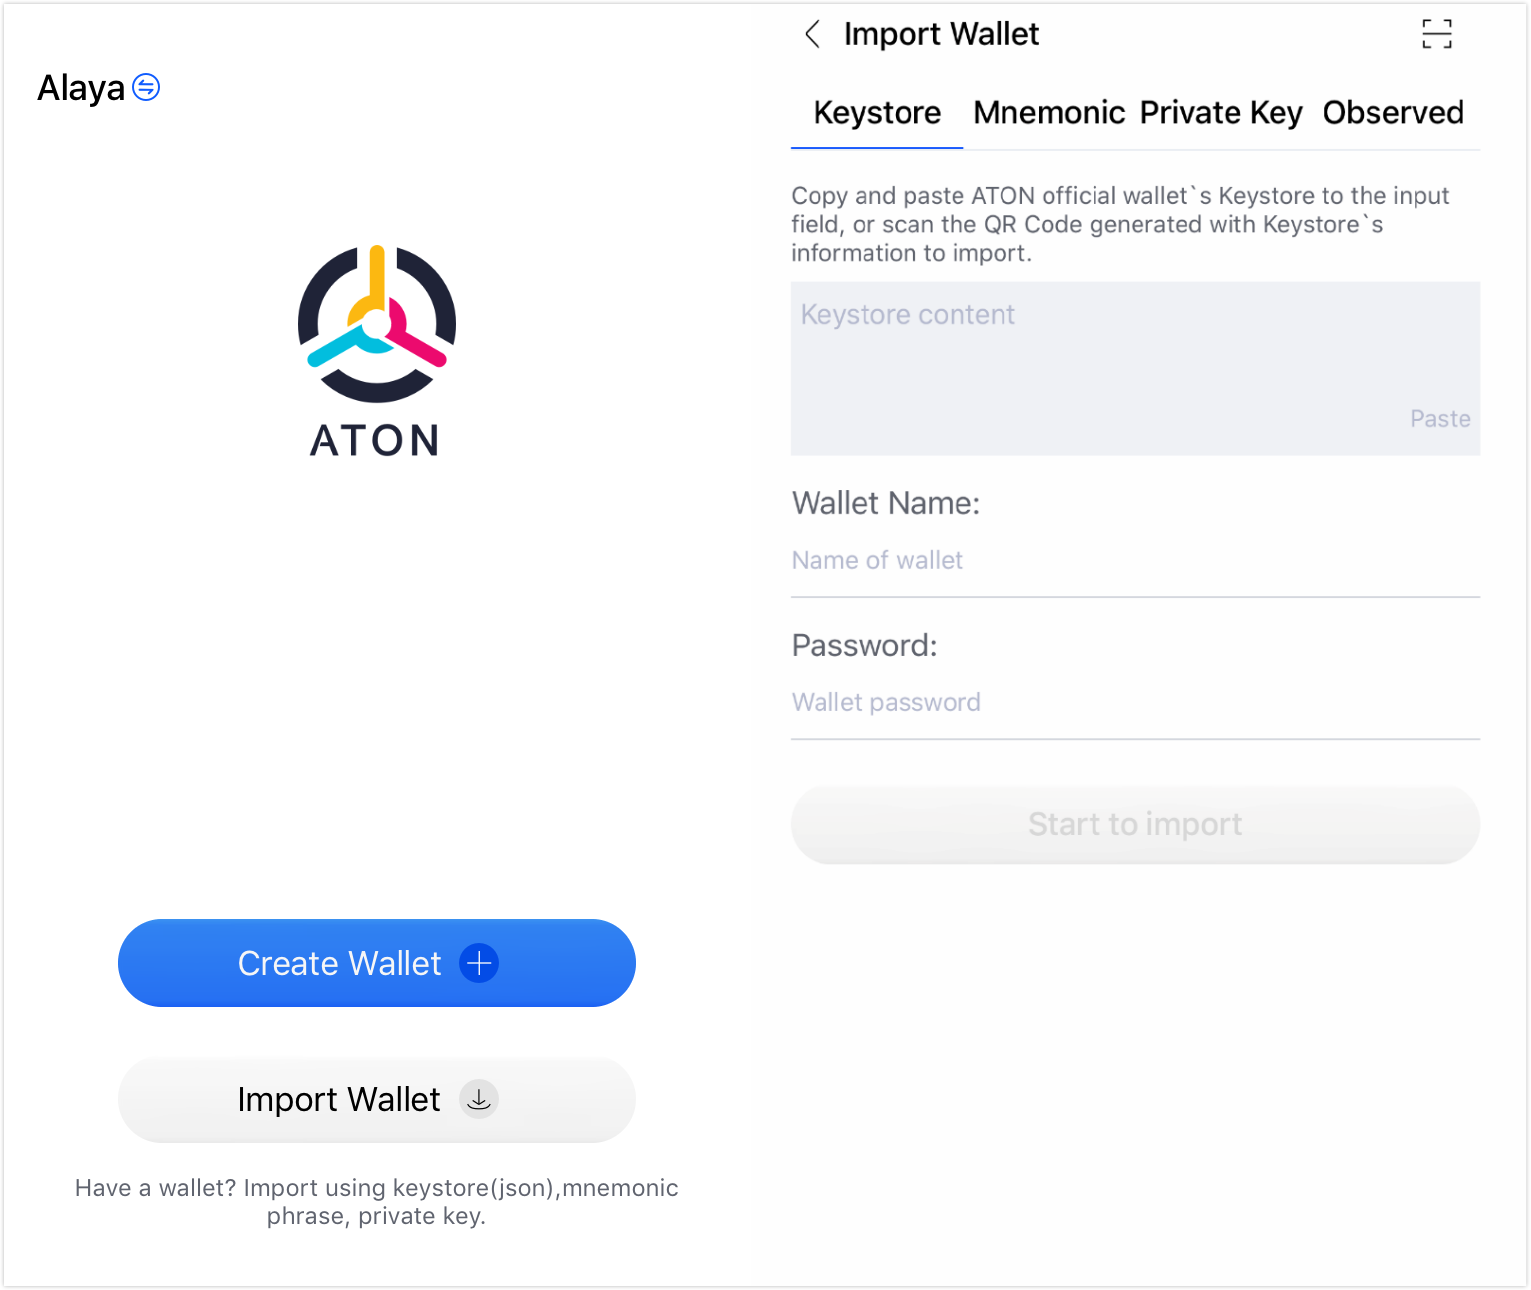 Alaya
ATON
Create Wallet
Import Wallet
Have a wallet? Import using keystore(json),mnemonic
phrase, private key.
Import Wallet
Keystore Mnemonic Private Key Observed
Copy and paste ATON official wallet`s Keystore to the input
field, or scan the QR Code generated with Keystore`s
information to import.
Keystore content
Paste
Wallet Name:
Name of wallet
Password:
Wallet password
Start to import